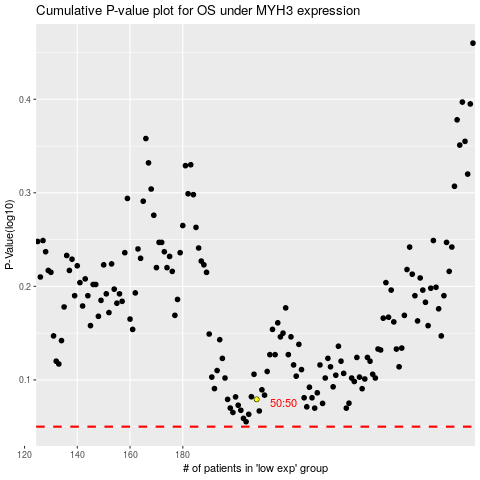 Cumulative P-value plot for OS under MYH3 expression
P-Value(log10)
0.4
0.3
0.2
0.1
50:50
120 140 160 180
# of patients in 'low exp' group